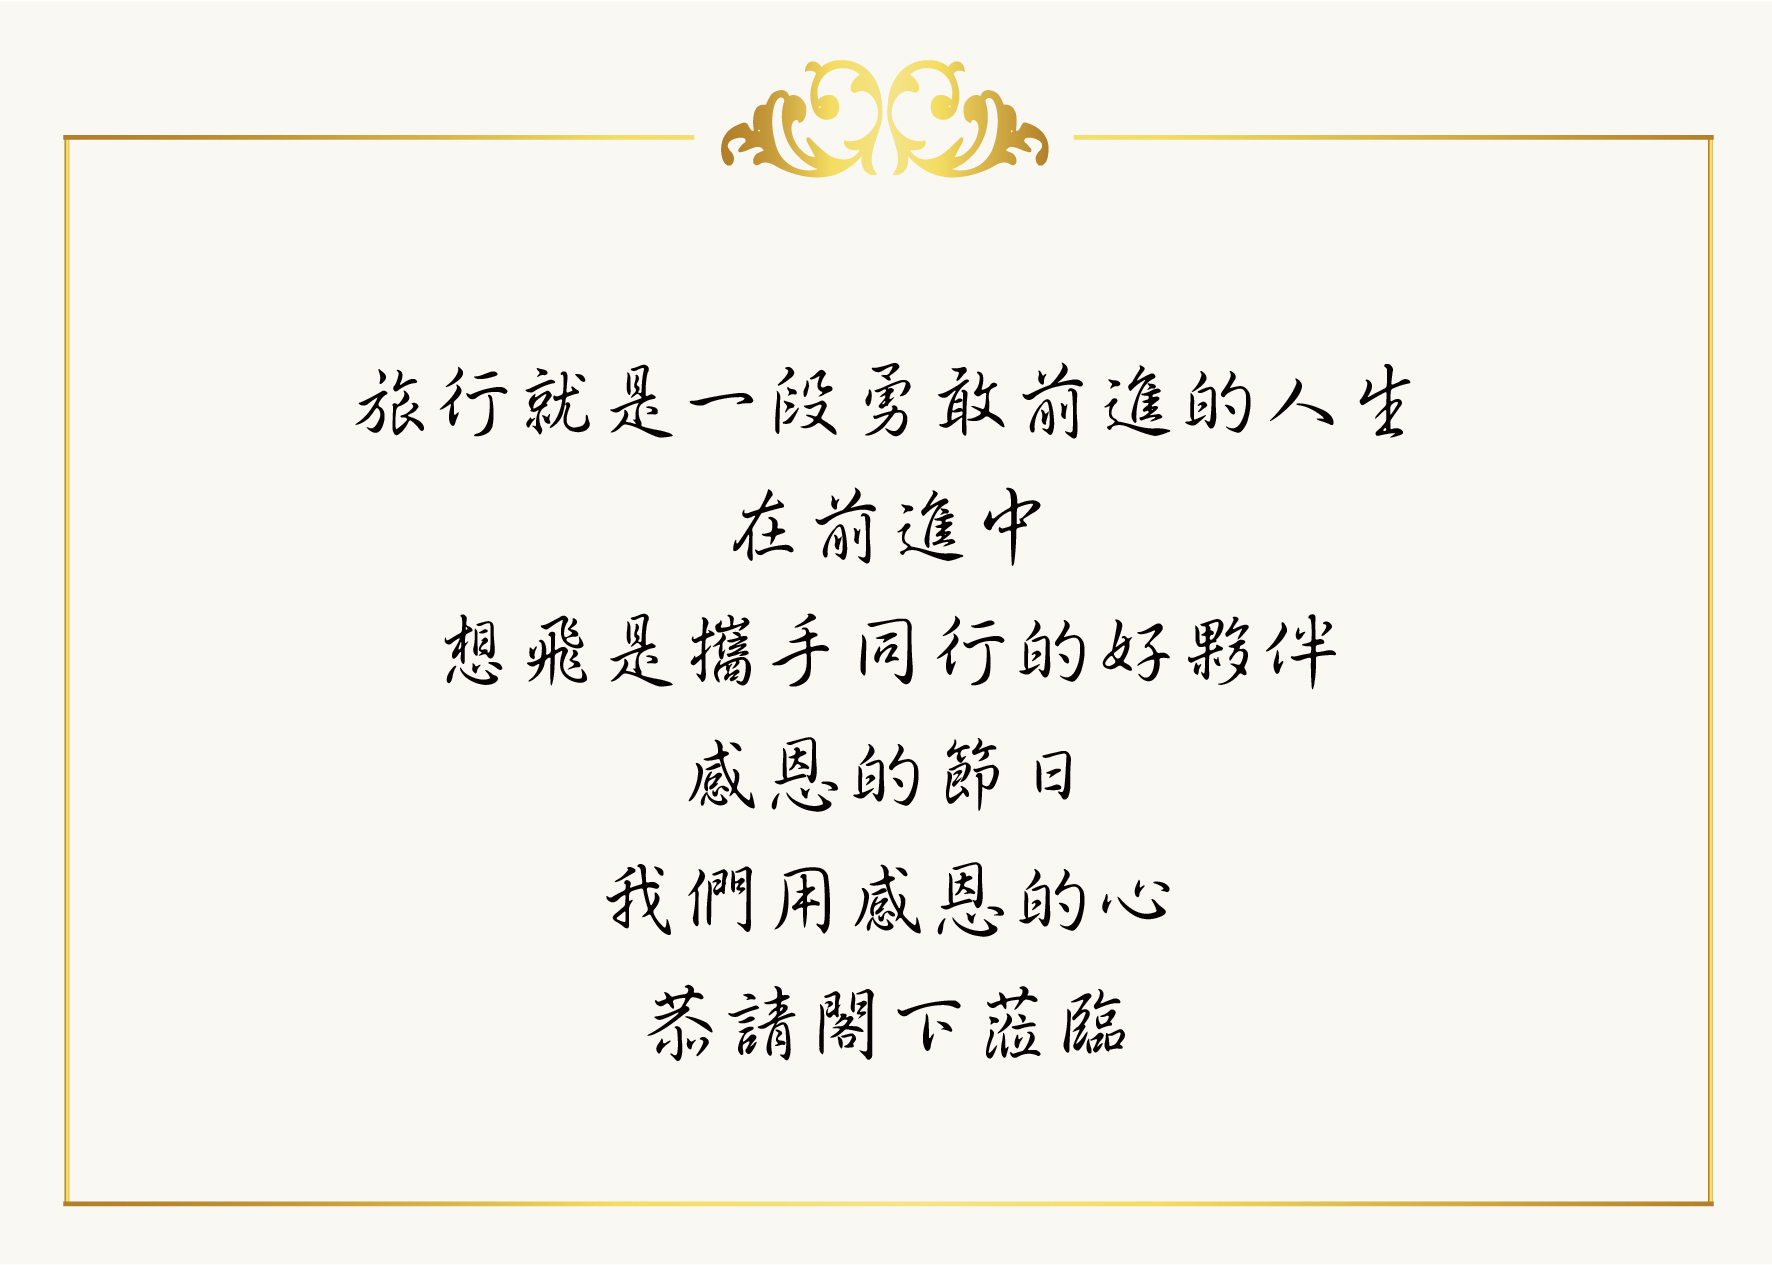 旅行就是一段勇敢前進的人生
在前進中
想飛是攜手同行的好夥伴
感恩的節日
我們用感恩的心
恭請閣下蒞臨